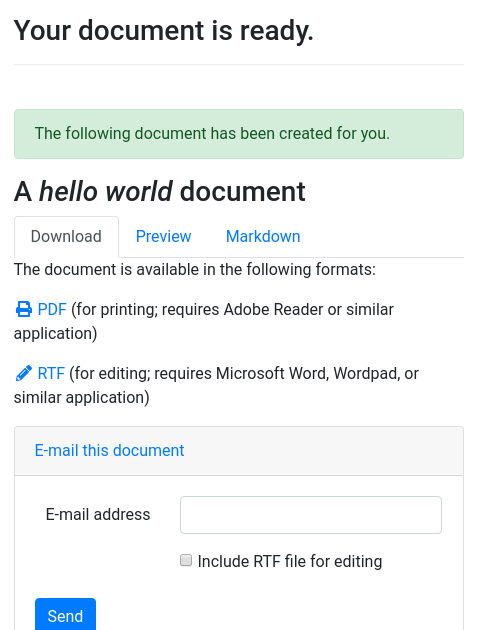 Your document is ready.
The following document has been created for you.
A hello world document
Download Preview Markdown
The document is available in the following formats:
PDF (for printing; requires Adobe Reader or similar
application)
RTF (for editing; requires Microsoft Word, Wordpad, or
similar application)
E-mail this document
E-mail address
Include RTF file for editing
Send